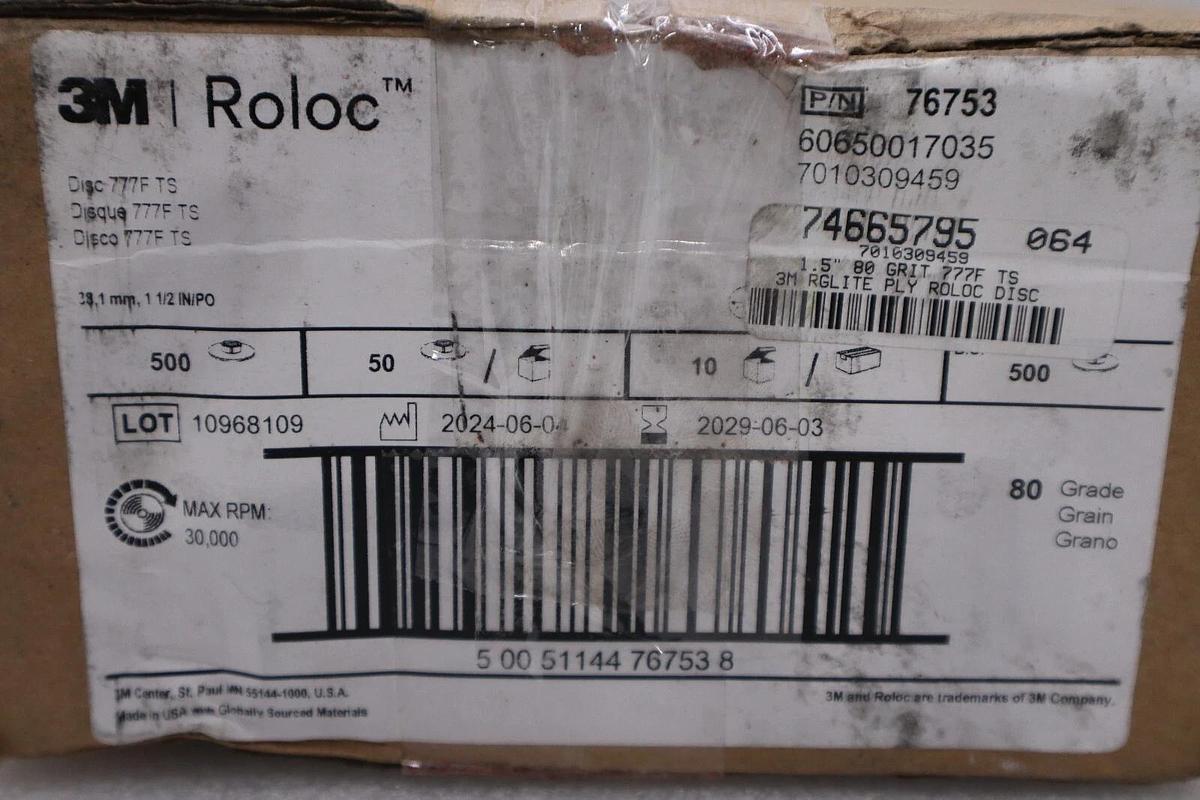 3M | Roloc™
Disc 777F TS
Disque 777F TS
Disco 777F TS
38,1 mm, 1 1/2 IN/PO
P/N 76753
60650017035
7010309459
74665795 064
7010309459
1.5" 80 GRIT 777F TS
3M RGLITE PLY ROLOC DISC
500 50 / 10 / 500
LOT 10968109 2024-06-04 2029-06-03
MAX RPM:
30,000
80 Grade
Grain
Grano
5 00 51144 76753 8
3M Center, St. Paul MN 55144-1000, U.S.A.
Made in USA with Globally Sourced Materials
3M and Roloc are trademarks of 3M Company.